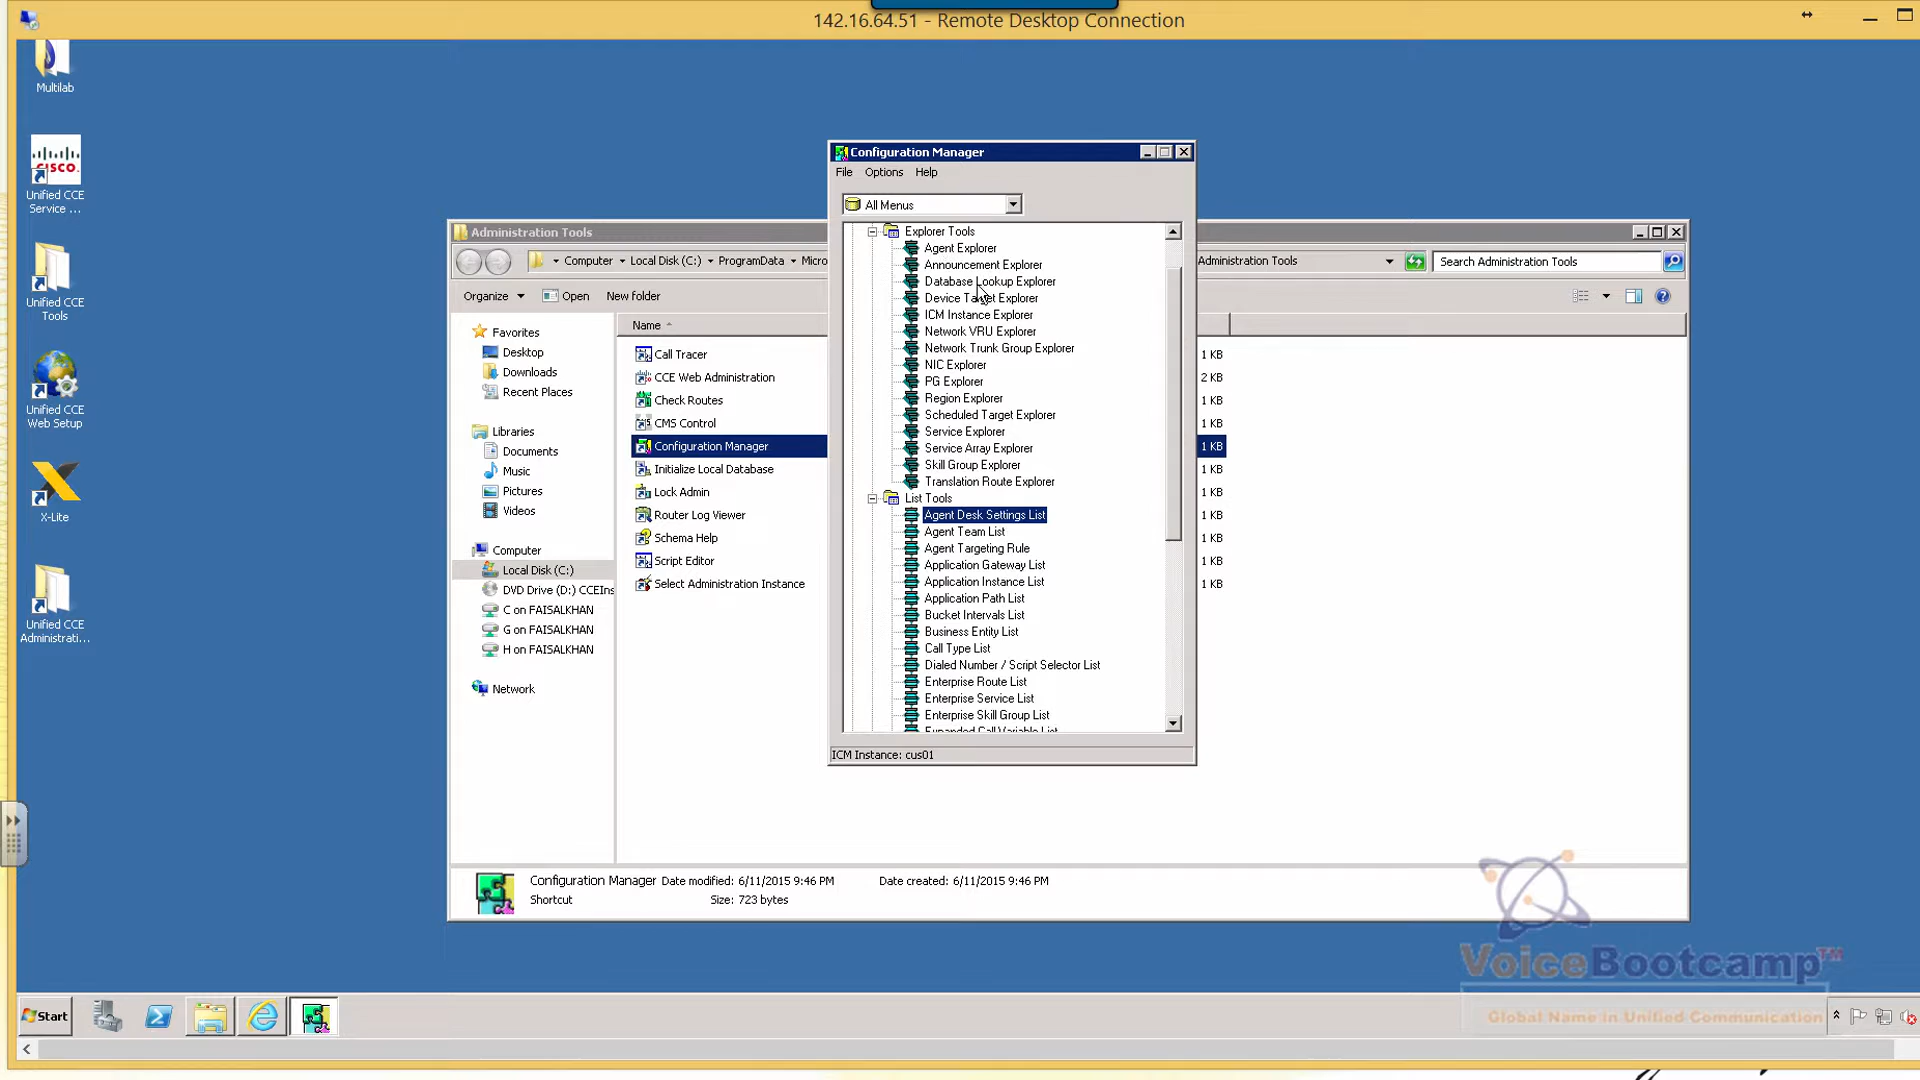 142.16.64.51 - Remote Desktop Connection
Multilab
CISCO
Unified CCE
Service ...
Unified CCE
Tools
Unified CCE
Web Setup
X-Lite
Unified CCE
Administrati...
Administration Tools
Computer
Local Disk (C:)
ProgramData
Micro
Administration Tools
Search Administration Tools
Organize
Open
New folder
Favorites
Desktop
Downloads
Recent Places
Libraries
Documents
Music
Pictures
Videos
Computer
Local Disk (C:)
DVD Drive (D:) CCEIns
C on FAISALKHAN
G on FAISALKHAN
H on FAISALKHAN
Network
Name
Call Tracer
CCE Web Administration
Check Routes
CMS Control
Configuration Manager
Initialize Local Database
Lock Admin
Router Log Viewer
Schema Help
Script Editor
Select Administration Instance
1 KB
2 KB
1 KB
1 KB
1 KB
1 KB
1 KB
1 KB
1 KB
1 KB
1 KB
Configuration Manager
File Options Help
All Menus
Explorer Tools
Agent Explorer
Announcement Explorer
Database Lookup Explorer
Device Target Explorer
ICM Instance Explorer
Network VRU Explorer
Network Trunk Group Explorer
NIC Explorer
PG Explorer
Region Explorer
Scheduled Target Explorer
Service Explorer
Service Array Explorer
Skill Group Explorer
Translation Route Explorer
List Tools
Agent Desk Settings List
Agent Team List
Agent Targeting Rule
Application Gateway List
Application Instance List
Application Path List
Bucket Intervals List
Business Entity List
Call Type List
Dialed Number / Script Selector List
Enterprise Route List
Enterprise Service List
Enterprise Skill Group List
Expanded Call Variable List
ICM Instance: cus01
Configuration Manager Date modified: 6/11/2015 9:46 PM Date created: 6/11/2015 9:46 PM
Shortcut Size: 723 bytes
VoiceBootcamp™
Global Name in Unified Communication
Start